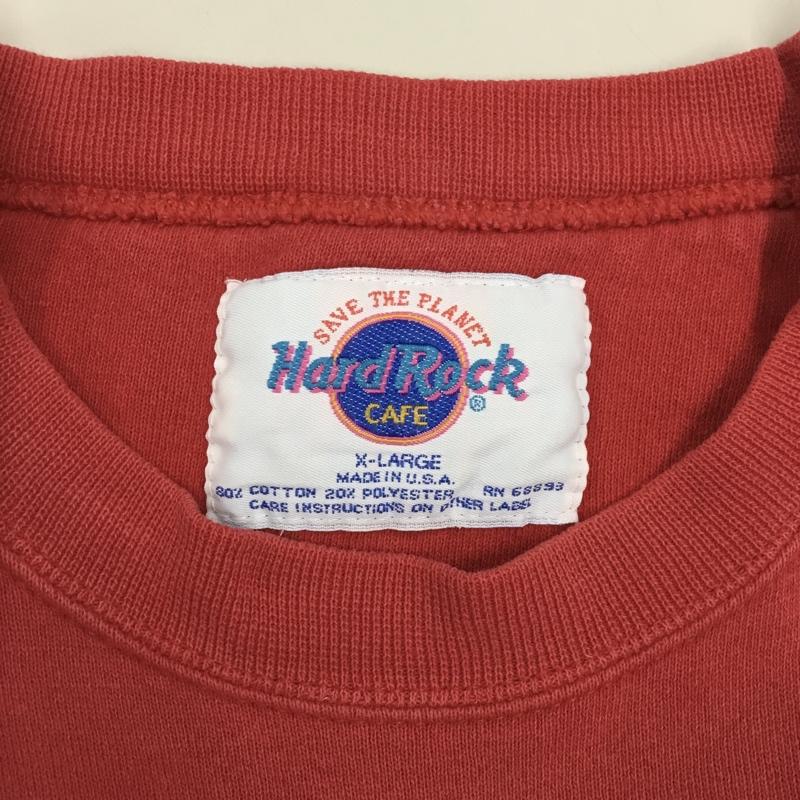 SAVE THE PLANET
Hard Rock
CAFE ®
X-LARGE
MADE IN U.S.A.
80% COTTON 20% POLYESTER RN
CARE INSTRUCTIONS ON OTHER LABEL